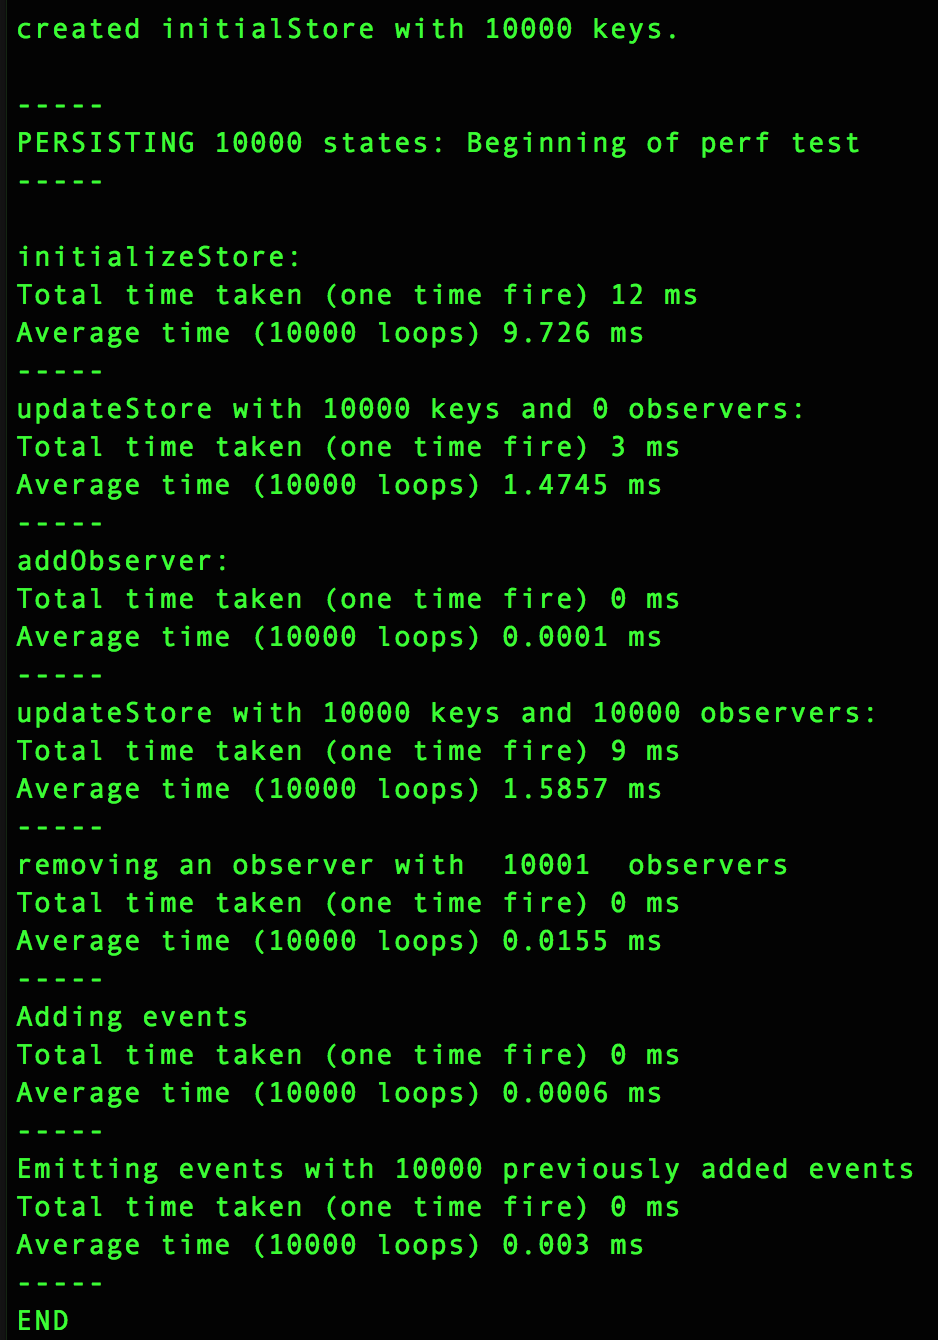 created initialStore with 10000 keys.
-----
PERSISTING 10000 states: Beginning of perf test
-----
initializeStore:
Total time taken (one time fire) 12 ms
Average time (10000 loops) 9.726 ms
-----
updateStore with 10000 keys and 0 observers:
Total time taken (one time fire) 3 ms
Average time (10000 loops) 1.4745 ms
-----
addObserver:
Total time taken (one time fire) 0 ms
Average time (10000 loops) 0.0001 ms
-----
updateStore with 10000 keys and 10000 observers:
Total time taken (one time fire) 9 ms
Average time (10000 loops) 1.5857 ms
-----
removing an observer with  10001  observers
Total time taken (one time fire) 0 ms
Average time (10000 loops) 0.0155 ms
-----
Adding events
Total time taken (one time fire) 0 ms
Average time (10000 loops) 0.0006 ms
-----
Emitting events with 10000 previously added events
Total time taken (one time fire) 0 ms
Average time (10000 loops) 0.003 ms
-----
END